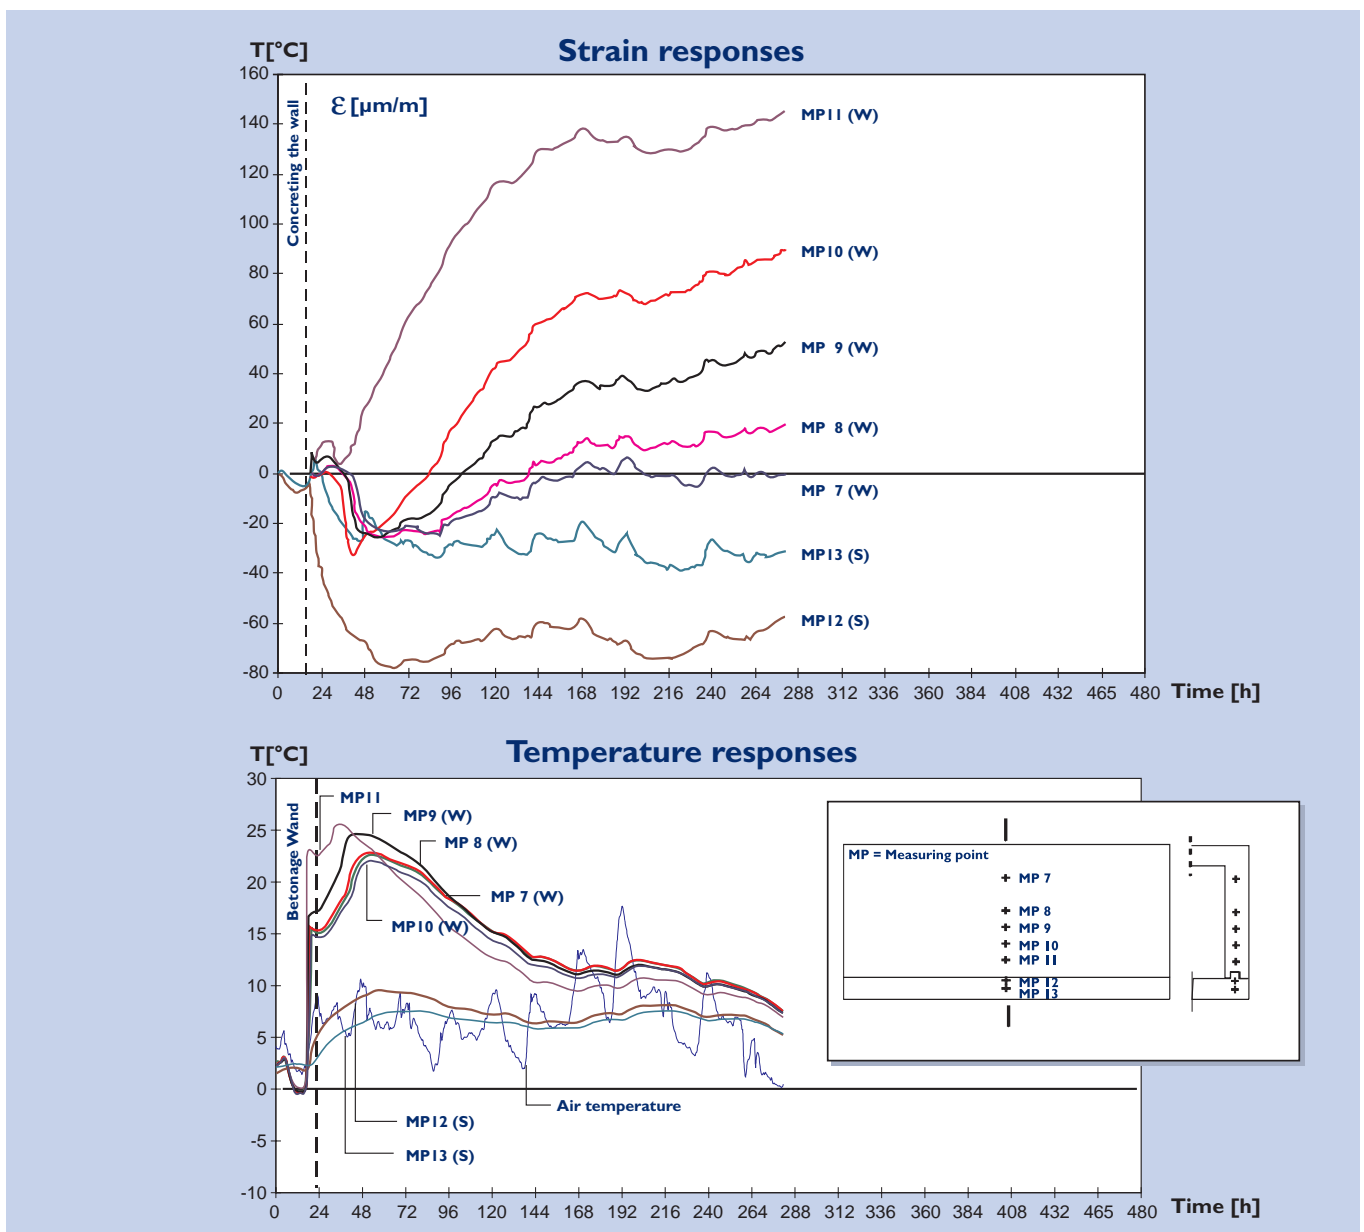 Strain responses
T[°C]
ε [µm/m]
Concreting the wall
160
140
120
100
80
60
40
20
0
-20
-40
-60
-80
MP11 (W)
MP10 (W)
MP 9 (W)
MP 8 (W)
MP 7 (W)
MP13 (S)
MP12 (S)
0 24 48 72 96 120 144 168 192 216 240 264 288 312 336 360 384 408 432 465 480 Time [h]
Temperature responses
T[°C]
Betonage Wand
30
25
20
15
10
5
0
-5
-10
MP11
MP9 (W)
MP 8 (W)
MP 7 (W)
MP10 (W)
Air temperature
MP12 (S)
MP13 (S)
MP = Measuring point
MP 7
MP 8
MP 9
MP 10
MP 11
MP 12
MP 13
0 24 48 72 96 120 144 168 192 216 240 264 288 312 336 360 384 408 432 465 480 Time [h]